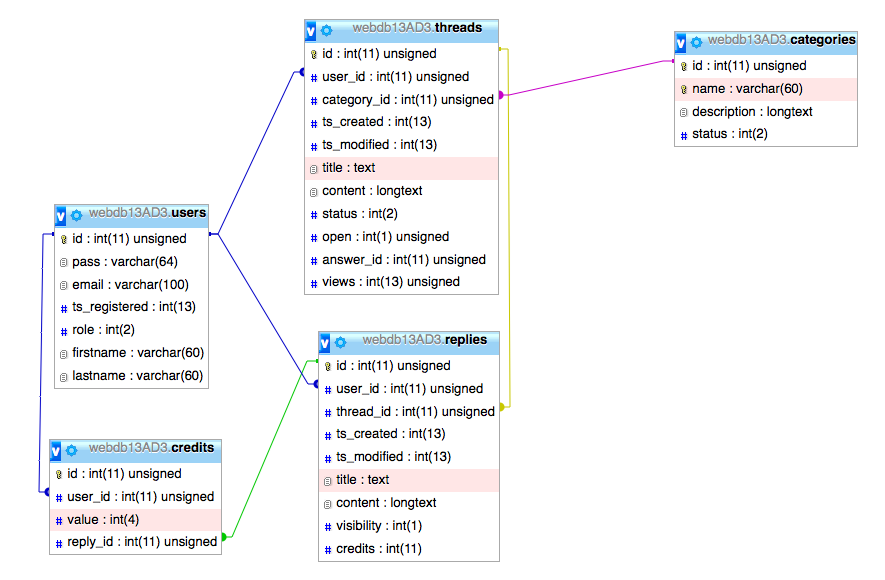 v webdb13AD3.threads
id : int(11) unsigned
# user_id : int(11) unsigned
# category_id : int(11) unsigned
# ts_created : int(13)
# ts_modified : int(13)
title : text
content : longtext
# status : int(2)
# open : int(1) unsigned
# answer_id : int(11) unsigned
# views : int(13) unsigned
v webdb13AD3.categories
id : int(11) unsigned
name : varchar(60)
description : longtext
# status : int(2)
v webdb13AD3.users
id : int(11) unsigned
pass : varchar(64)
email : varchar(100)
# ts_registered : int(13)
# role : int(2)
firstname : varchar(60)
lastname : varchar(60)
v webdb13AD3.replies
id : int(11) unsigned
# user_id : int(11) unsigned
# thread_id : int(11) unsigned
# ts_created : int(13)
# ts_modified : int(13)
title : text
content : longtext
# visibility : int(1)
# credits : int(11)
v webdb13AD3.credits
id : int(11) unsigned
# user_id : int(11) unsigned
# value : int(4)
# reply_id : int(11) unsigned